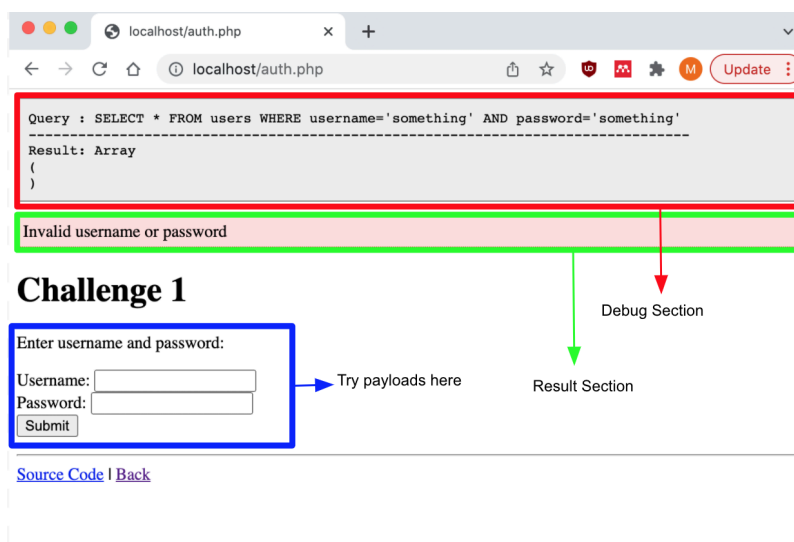 localhost/auth.php
localhost/auth.php
M
Update
Query : SELECT * FROM users WHERE username='something' AND password='something'
--------------------------------------------------------------------------------
Result: Array
(
)
Invalid username or password
Challenge 1
Debug Section
Enter username and password:
Username:
Try payloads here
Result Section
Password:
Submit
Source Code | Back